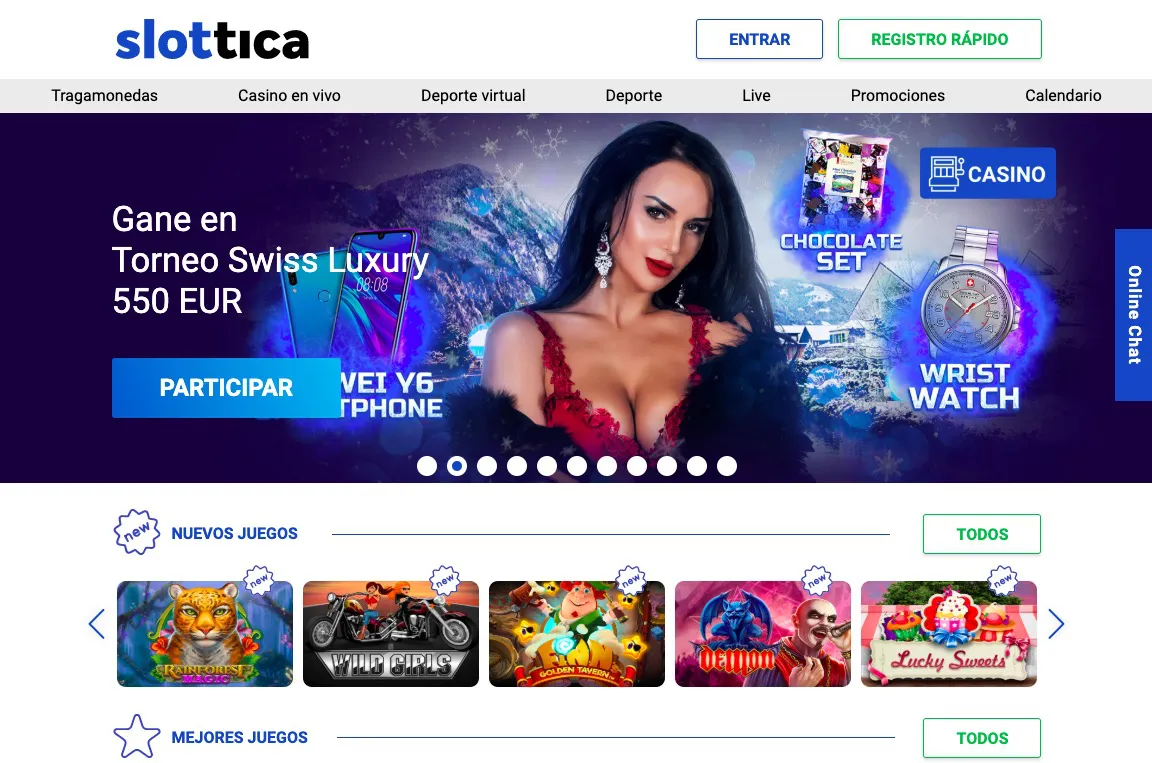 slottica
ENTRAR
REGISTRO RÁPIDO
Tragamonedas
Casino en vivo
Deporte virtual
Deporte
Live
Promociones
Calendario
Gane en
Torneo Swiss Luxury
550 EUR
PARTICIPAR
WEI Y6
TPHONE
08:08
CHOCOLATE
SET
CASINO
WRIST
WATCH
Online Chat
new
NUEVOS JUEGOS
TODOS
new
RAINFOREST
MAGIC
new
WILD GIRLS
new
FINN
GOLDEN TAVERN
new
DEMON
new
Lucky Sweets
MEJORES JUEGOS
TODOS